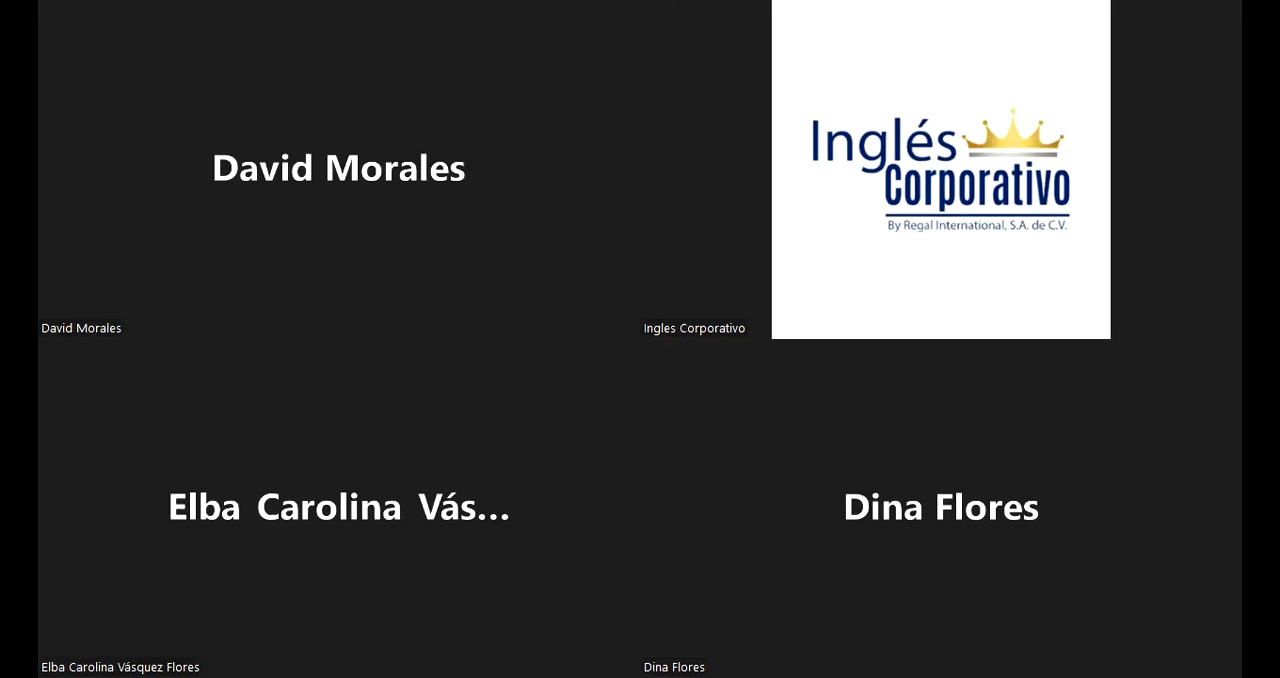 David Morales
Inglés
Corporativo
By Regal International, S.A. de C.V.
David Morales
Ingles Corporativo
Elba Carolina Vás...
Dina Flores
Elba Carolina Vásquez Flores
Dina Flores